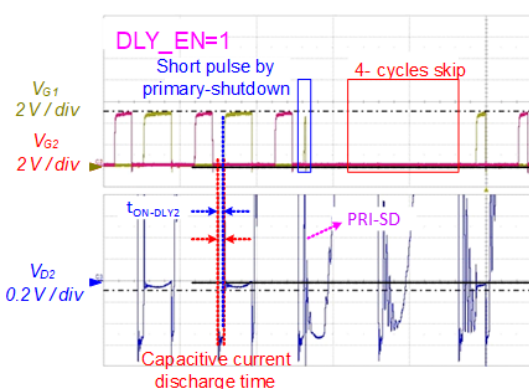 DLY_EN=1
Short pulse by
primary-shutdown
4- cycles skip
VG1
2 V / div
VG2
2 V / div
tON-DLY2
PRI-SD
VD2
0.2 V / div
Capacitive current
discharge time